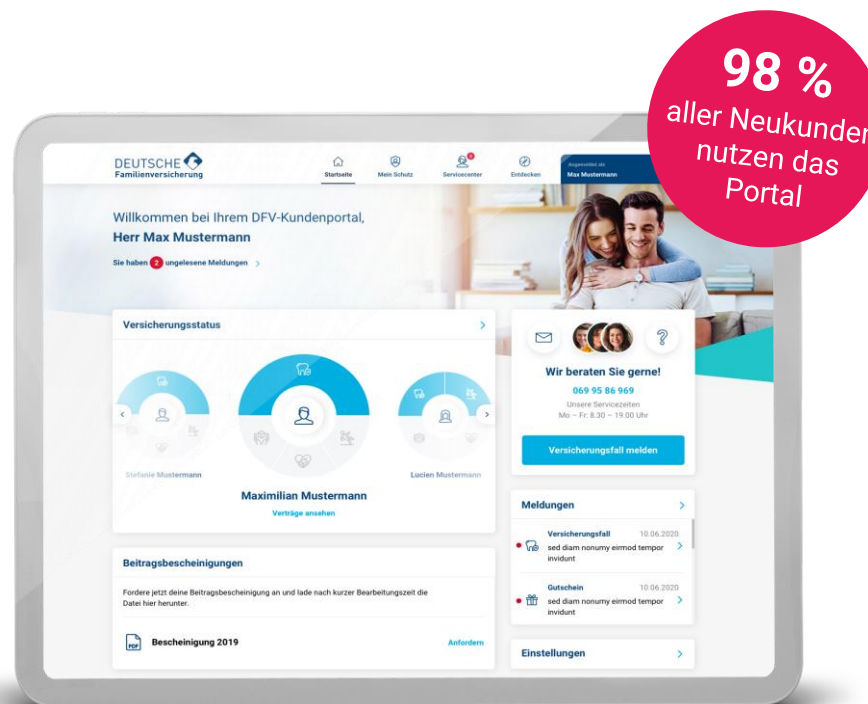 98 %
aller Neukunden
nutzen das
Portal
DEUTSCHE
Familienversicherung
Startseite
Mein Schutz
2
Servicecenter
Entdecken
Angemeldet als
Max Mustermann
Willkommen bei Ihrem DFV-Kundenportal,
Herr Max Mustermann
Sie haben 2 ungelesene Meldungen
Versicherungsstatus
Stefanie Mustermann
Lucien Mustermann
Maximilian Mustermann
Verträge ansehen
Wir beraten Sie gerne!
069 95 86 969
Unsere Servicezeiten
Mo – Fr: 8.30 – 19.00 Uhr
Versicherungsfall melden
Meldungen
Versicherungsfall 10.06.2020
sed diam nonumy eirmod tempor
invidunt
Gutschein 10.06.2020
sed diam nonumy eirmod tempor
invidunt
Einstellungen
Beitragsbescheinigungen
Fordere jetzt deine Beitragsbescheinigung an und lade nach kurzer Bearbeitungszeit die
Datei hier herunter.
PDF Bescheinigung 2019 Anfordern